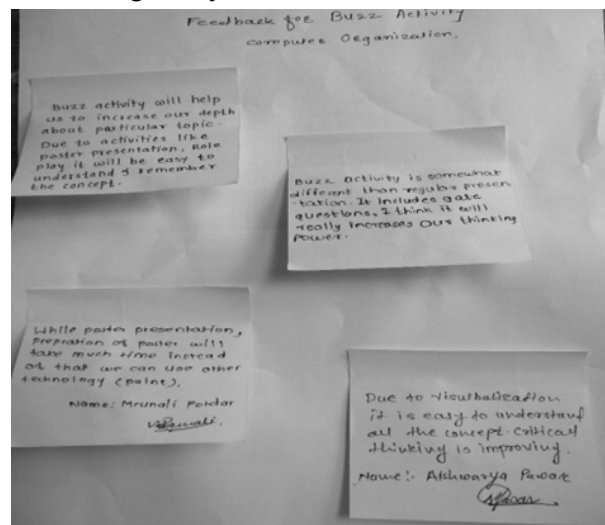 Feedback for Buzz Activity
Computer Organization.
Buzz activity will help
us to increase our depth
about particular topic.
Due to activities like
poster presentation, Role
play it will be easy to
understand & remember
the concept.
Buzz activity is somewhat
different than regular presen
-tation. It includes gate
questions, I think it will
really increases our thinking
power.
While poster presentation,
prepration of poster will
take much time instead
of that we can use other
technology (paint).
Name: Mrunali Potdar
Due to visulbalization
it is easy to understand
all the concept. Critical
thinking is improving.
Name:- Aishwarya Pawar